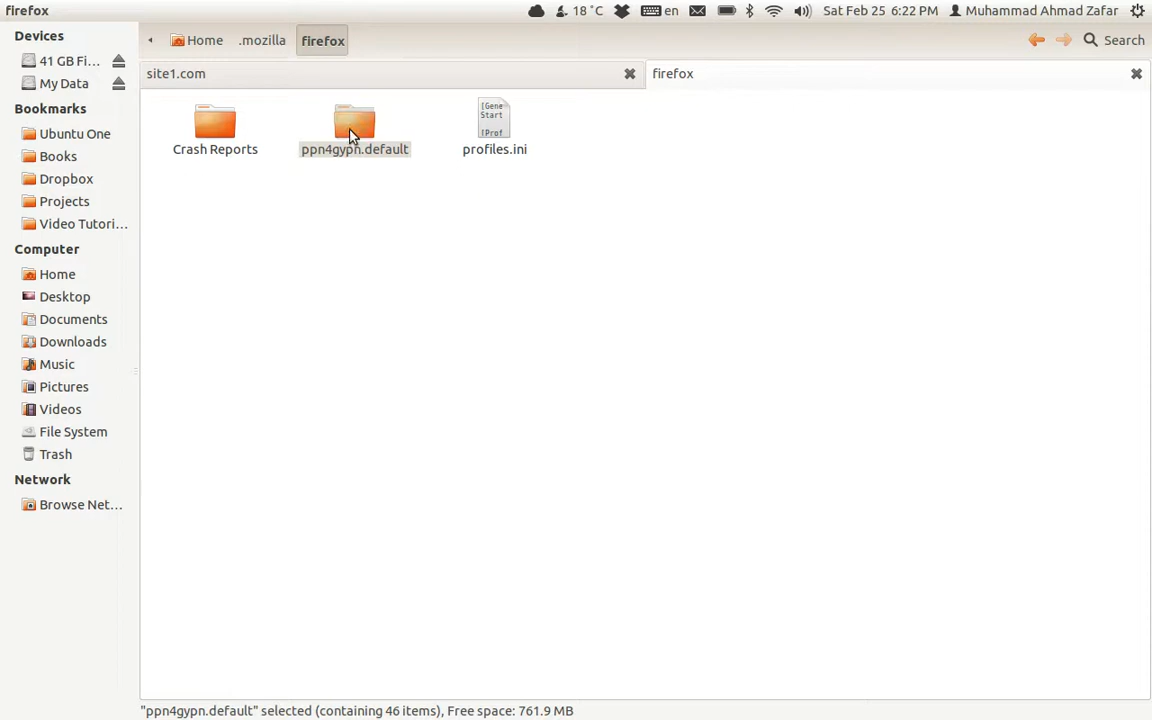 firefox
18 °C
en
Sat Feb 25 6:22 PM
Muhammad Ahmad Zafar
Devices
41 GB Fi...
My Data
Bookmarks
Ubuntu One
Books
Dropbox
Projects
Video Tutori...
Computer
Home
Desktop
Documents
Downloads
Music
Pictures
Videos
File System
Trash
Network
Browse Net...
Home
.mozilla
firefox
Search
site1.com
firefox
Crash Reports
ppn4gypn.default
[Gene
Start
[Prof
profiles.ini
"ppn4gypn.default" selected (containing 46 items), Free space: 761.9 MB